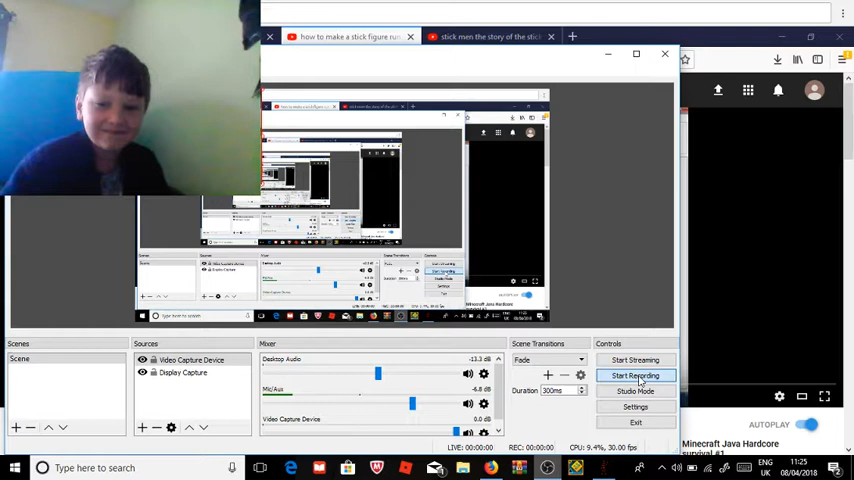 how to make a stick figure run
stick men the story of the stic
Scenes
Sources
Mixer
Scene Transitions
Controls
Scene
Video Capture Device
Display Capture
Desktop Audio
-13.3 dB
Mic/Aux
-6.8 dB
Video Capture Device
0.0 dB
Fade
Duration 300ms
Start Streaming
Start Recording
Studio Mode
Settings
Exit
LIVE: 00:00:00
REC: 00:00:00
CPU: 9.4%, 30.00 fps
AUTOPLAY
Minecraft Java Hardcore
survival #1
Type here to search
ENG
UK
11:25
08/04/2018
2